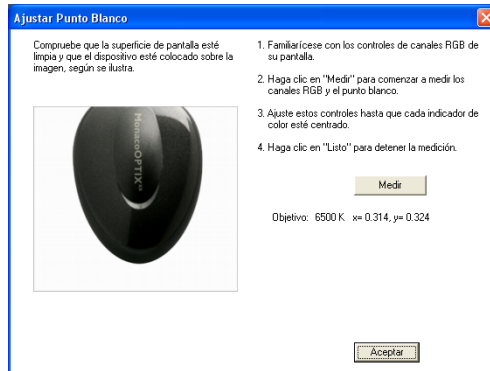 Ajustar Punto Blanco
Compruebe que la superficie de pantalla esté
limpia y que el dispositivo esté colocado sobre la
imagen, según se ilustra.
MonacoOPTIX XR
1. Familiarícese con los controles de canales RGB de
su pantalla.
2. Haga clic en "Medir" para comenzar a medir los
canales RGB y el punto blanco.
3. Ajuste estos controles hasta que cada indicador de
color esté centrado.
4. Haga clic en "Listo" para detener la medición.
Medir
Objetivo: 6500 K x= 0.314, y= 0.324
Aceptar